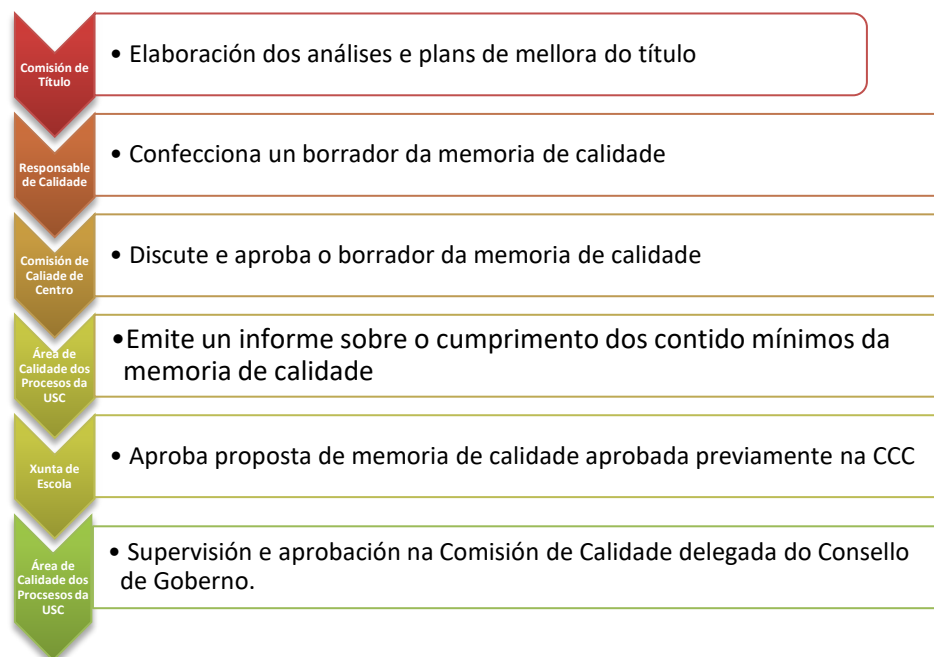 Comisión de
Título
• Elaboración dos análises e plans de mellora do título
Responsable
de Calidade
• Confecciona un borrador da memoria de calidade
Comisión de
Caliade de
Centro
• Discute e aproba o borrador da memoria de calidade
Área de
Calidade dos
Procesos da
USC
•Emite un informe sobre o cumprimento dos contido mínimos da
memoria de calidade
Xunta de
Escola
• Aproba proposta de memoria de calidade aprobada previamente na CCC
Área de
Calidade dos
Procsesos da
USC
• Supervisión e aprobación na Comisión de Calidade delegada do Consello
de Goberno.